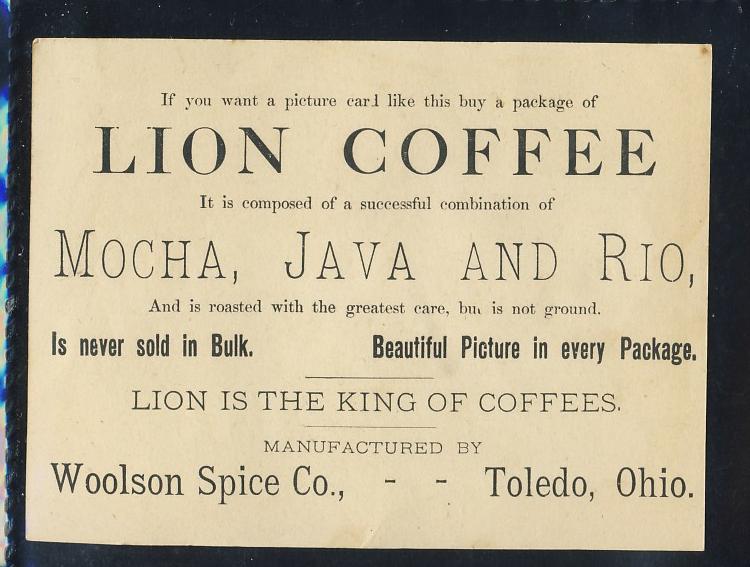 If you want a picture card like this buy a package of
LION COFFEE
It is composed of a successful combination of
MOCHA, JAVA AND RIO,
And is roasted with the greatest care, but is not ground.
Is never sold in Bulk. Beautiful Picture in every Package.
LION IS THE KING OF COFFEES.
MANUFACTURED BY
Woolson Spice Co., - - Toledo, Ohio.